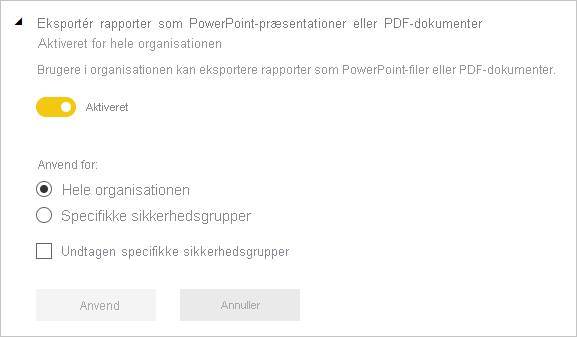 Eksportér rapporter som PowerPoint-præsentationer eller PDF-dokumenter
Aktiveret for hele organisationen
Brugere i organisationen kan eksportere rapporter som PowerPoint-filer eller PDF-dokumenter.
Aktiveret
Anvend for:
Hele organisationen
Specifikke sikkerhedsgrupper
Undtagen specifikke sikkerhedsgrupper
Anvend
Annuller